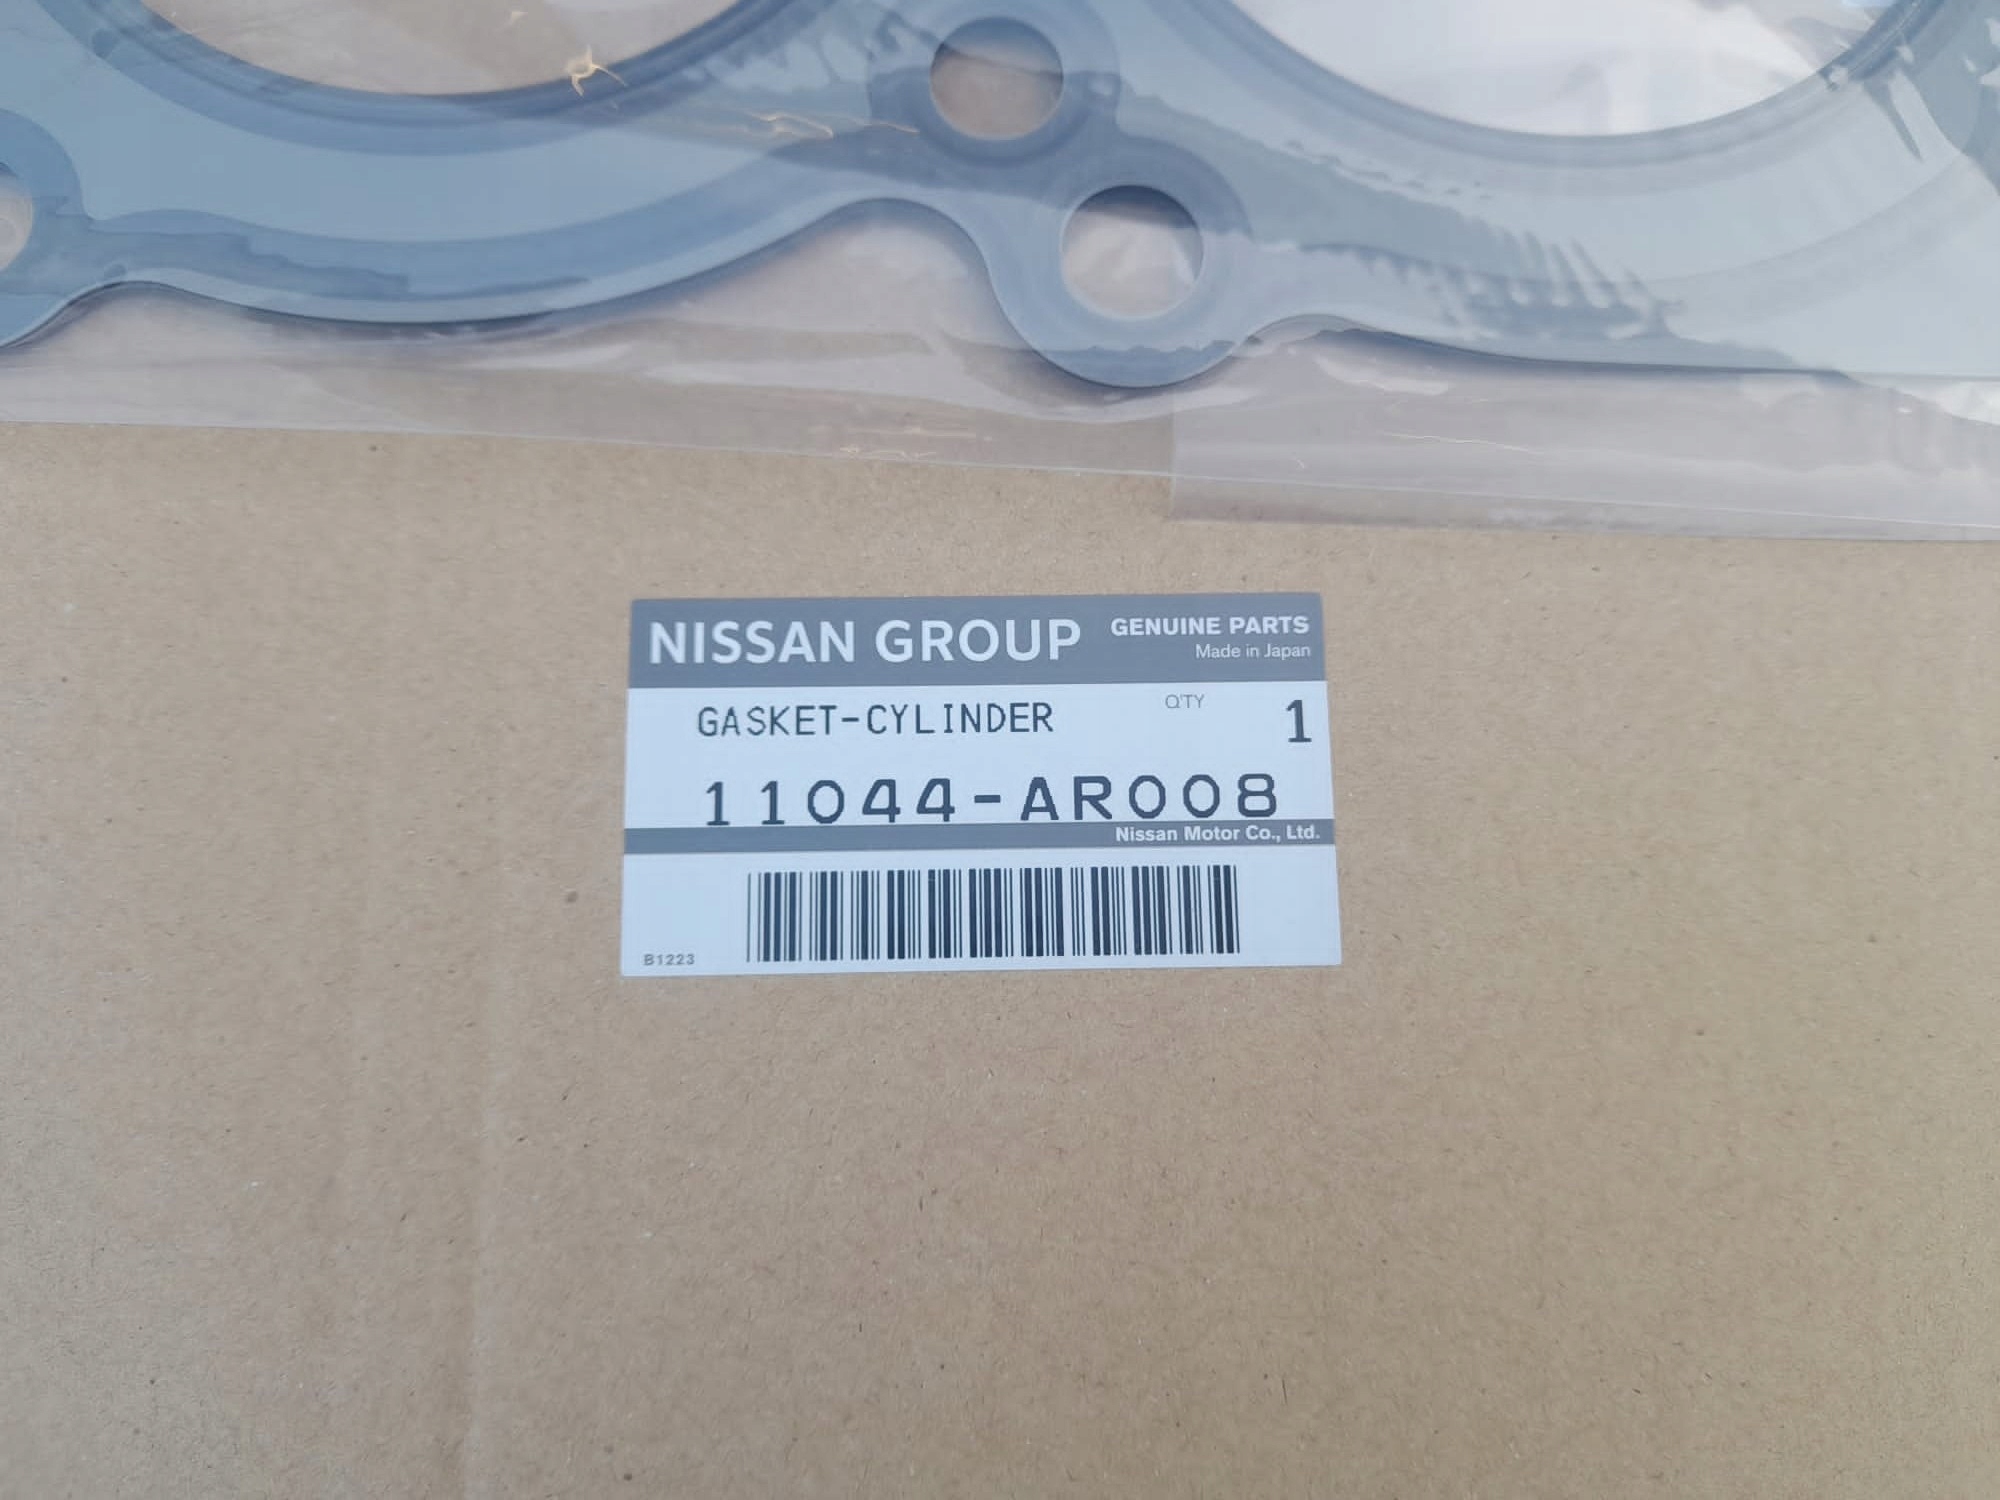 NISSAN GROUP GENUINE PARTS
Made in Japan
GASKET-CYLINDER Q'TY 1
11044-AR008
Nissan Motor Co., Ltd.
B1223